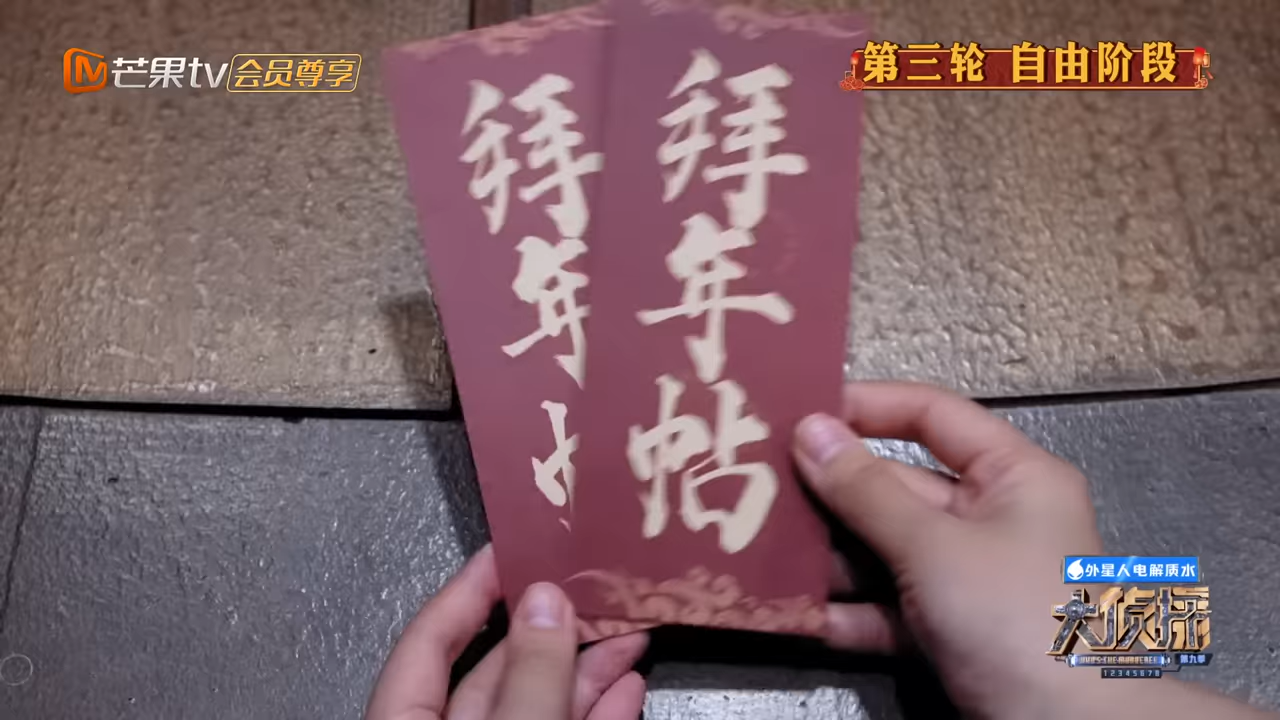 芒果tv会员尊享
第三轮 自由阶段
拜年
拜年帖
外星人电解质水
大侦探
第九季
12345678